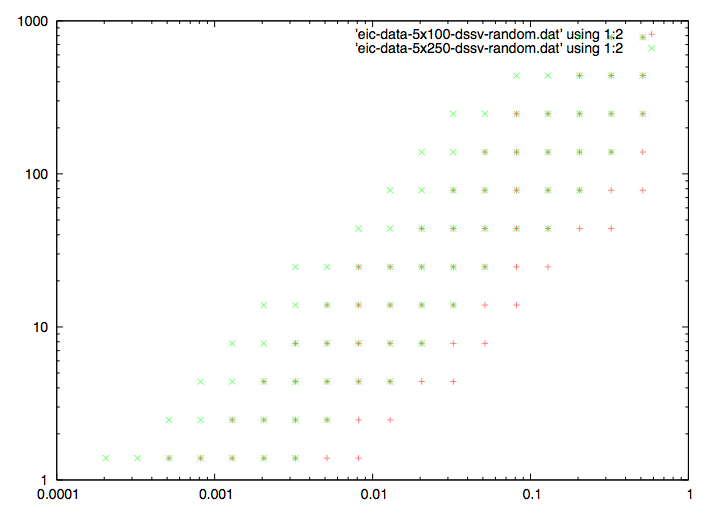 1000
'eic-data-5x100-dssv-random.dat' using 1:2
'eic-data-5x250-dssv-random.dat' using 1:2
100
10
1
0.0001 0.001 0.01 0.1 1